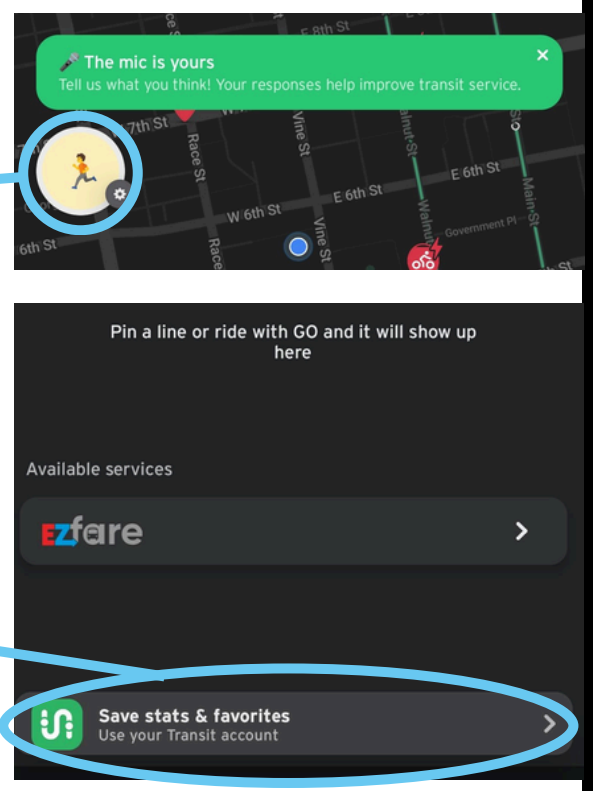 E 8th St
🎤 The mic is yours
Tell us what you think! Your responses help improve transit service.
7th St
Race St
Vine St
E 6th St
E 6th St
Main St
Walnut
Government Pl
W 6th St
Vine St
6th St
Race
St
Pin a line or ride with GO and it will show up
here
Available services
EZfare
Save stats & favorites
Use your Transit account